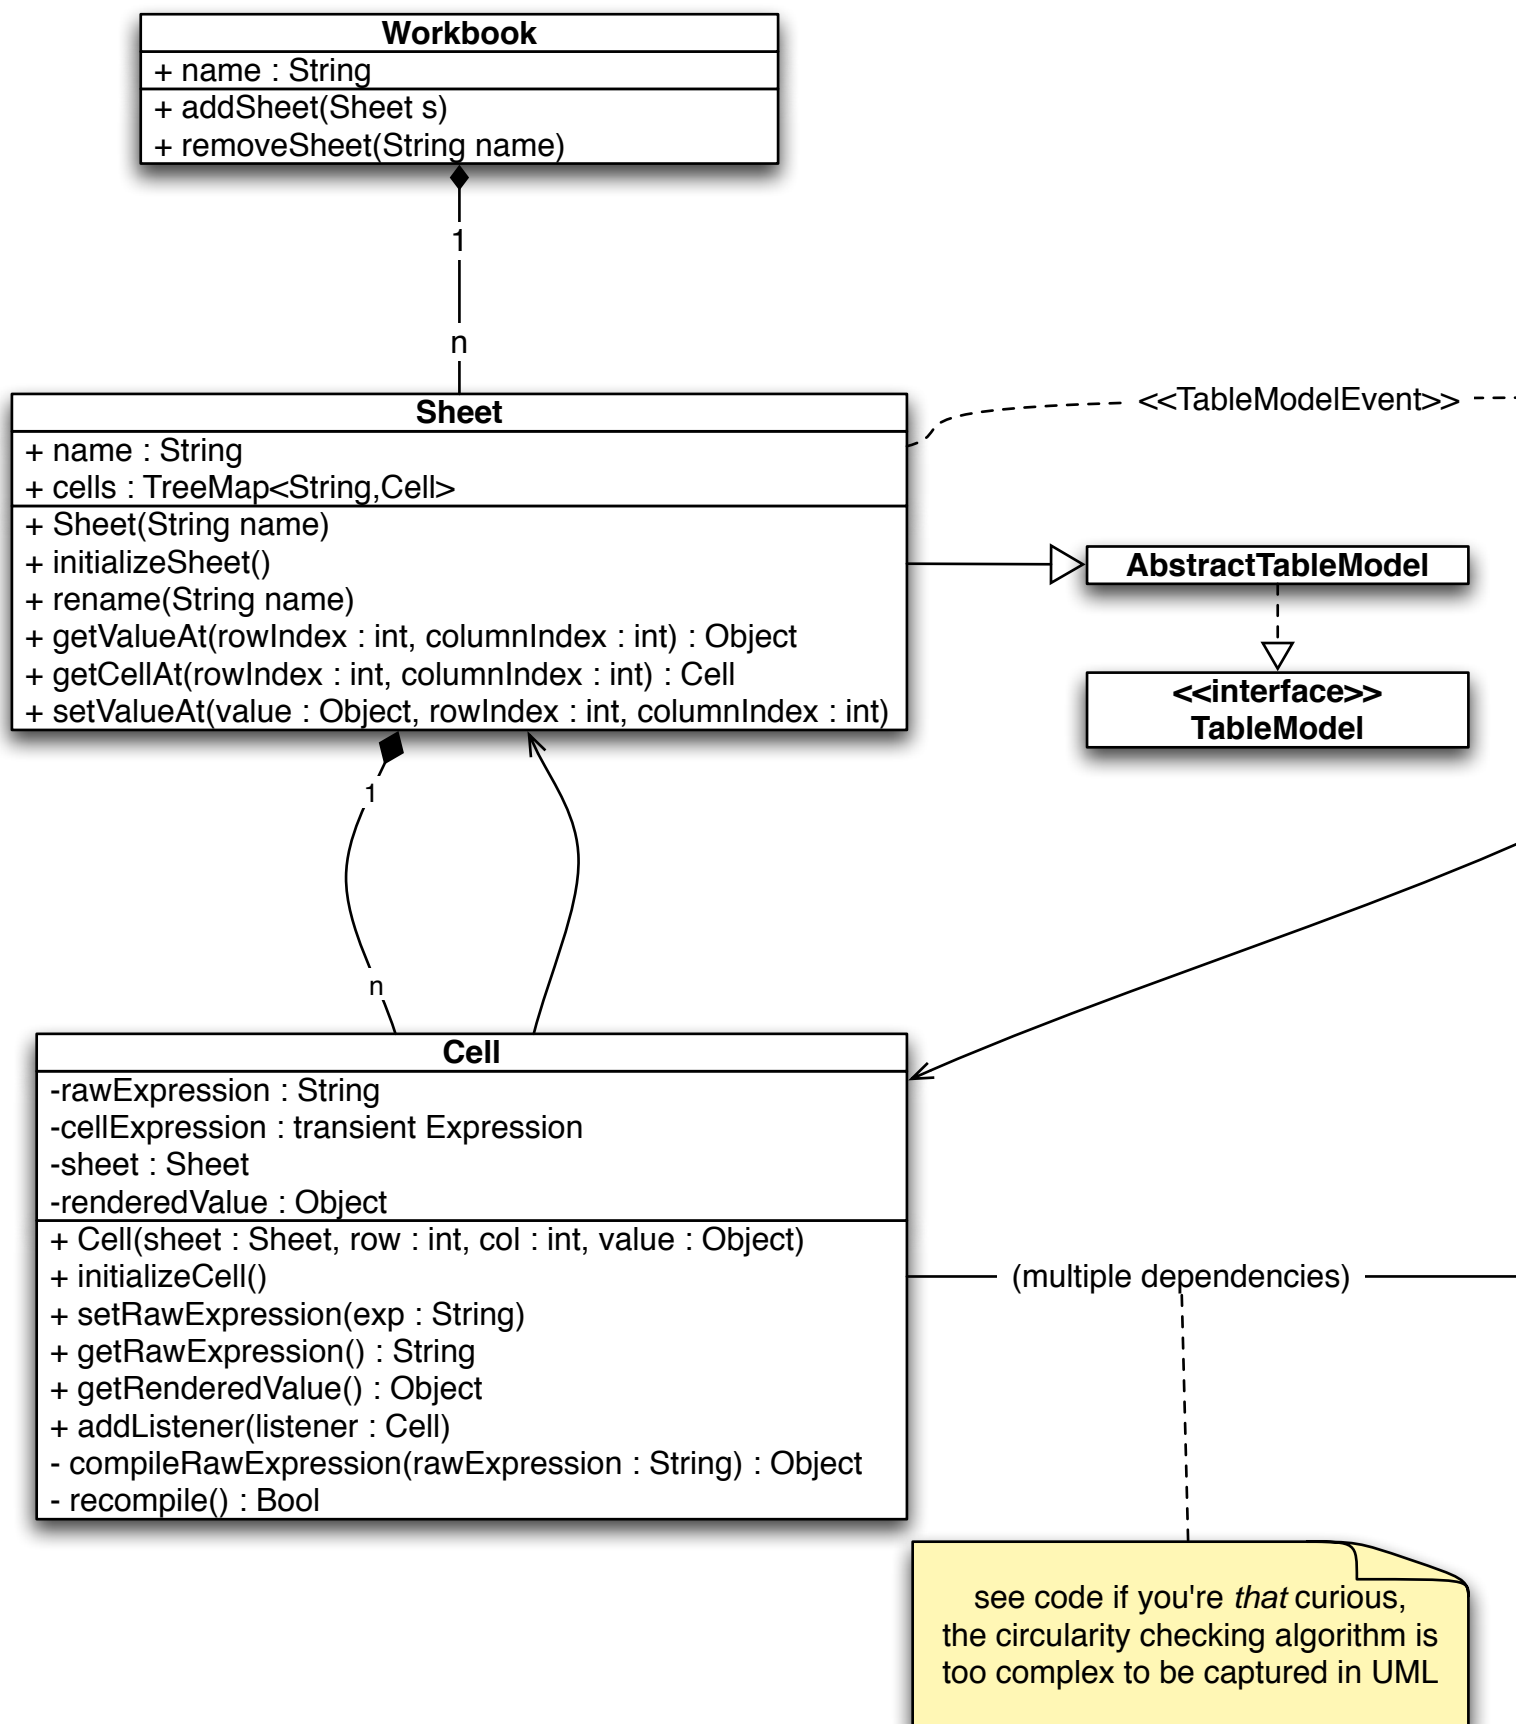 Workbook
+ name : String
+ addSheet(Sheet s)
+ removeSheet(String name)
1
n
Sheet
+ name : String
+ cells : TreeMap<String,Cell>
+ Sheet(String name)
+ initializeSheet()
+ rename(String name)
+ getValueAt(rowIndex : int, columnIndex : int) : Object
+ getCellAt(rowIndex : int, columnIndex : int) : Cell
+ setValueAt(value : Object, rowIndex : int, columnIndex : int)
<<TableModelEvent>>
AbstractTableModel
<<interface>>
TableModel
1
n
Cell
-rawExpression : String
-cellExpression : transient Expression
-sheet : Sheet
-renderedValue : Object
+ Cell(sheet : Sheet, row : int, col : int, value : Object)
+ initializeCell()
+ setRawExpression(exp : String)
+ getRawExpression() : String
+ getRenderedValue() : Object
+ addListener(listener : Cell)
- compileRawExpression(rawExpression : String) : Object
- recompile() : Bool
(multiple dependencies)
see code if you're that curious,
the circularity checking algorithm is
too complex to be captured in UML